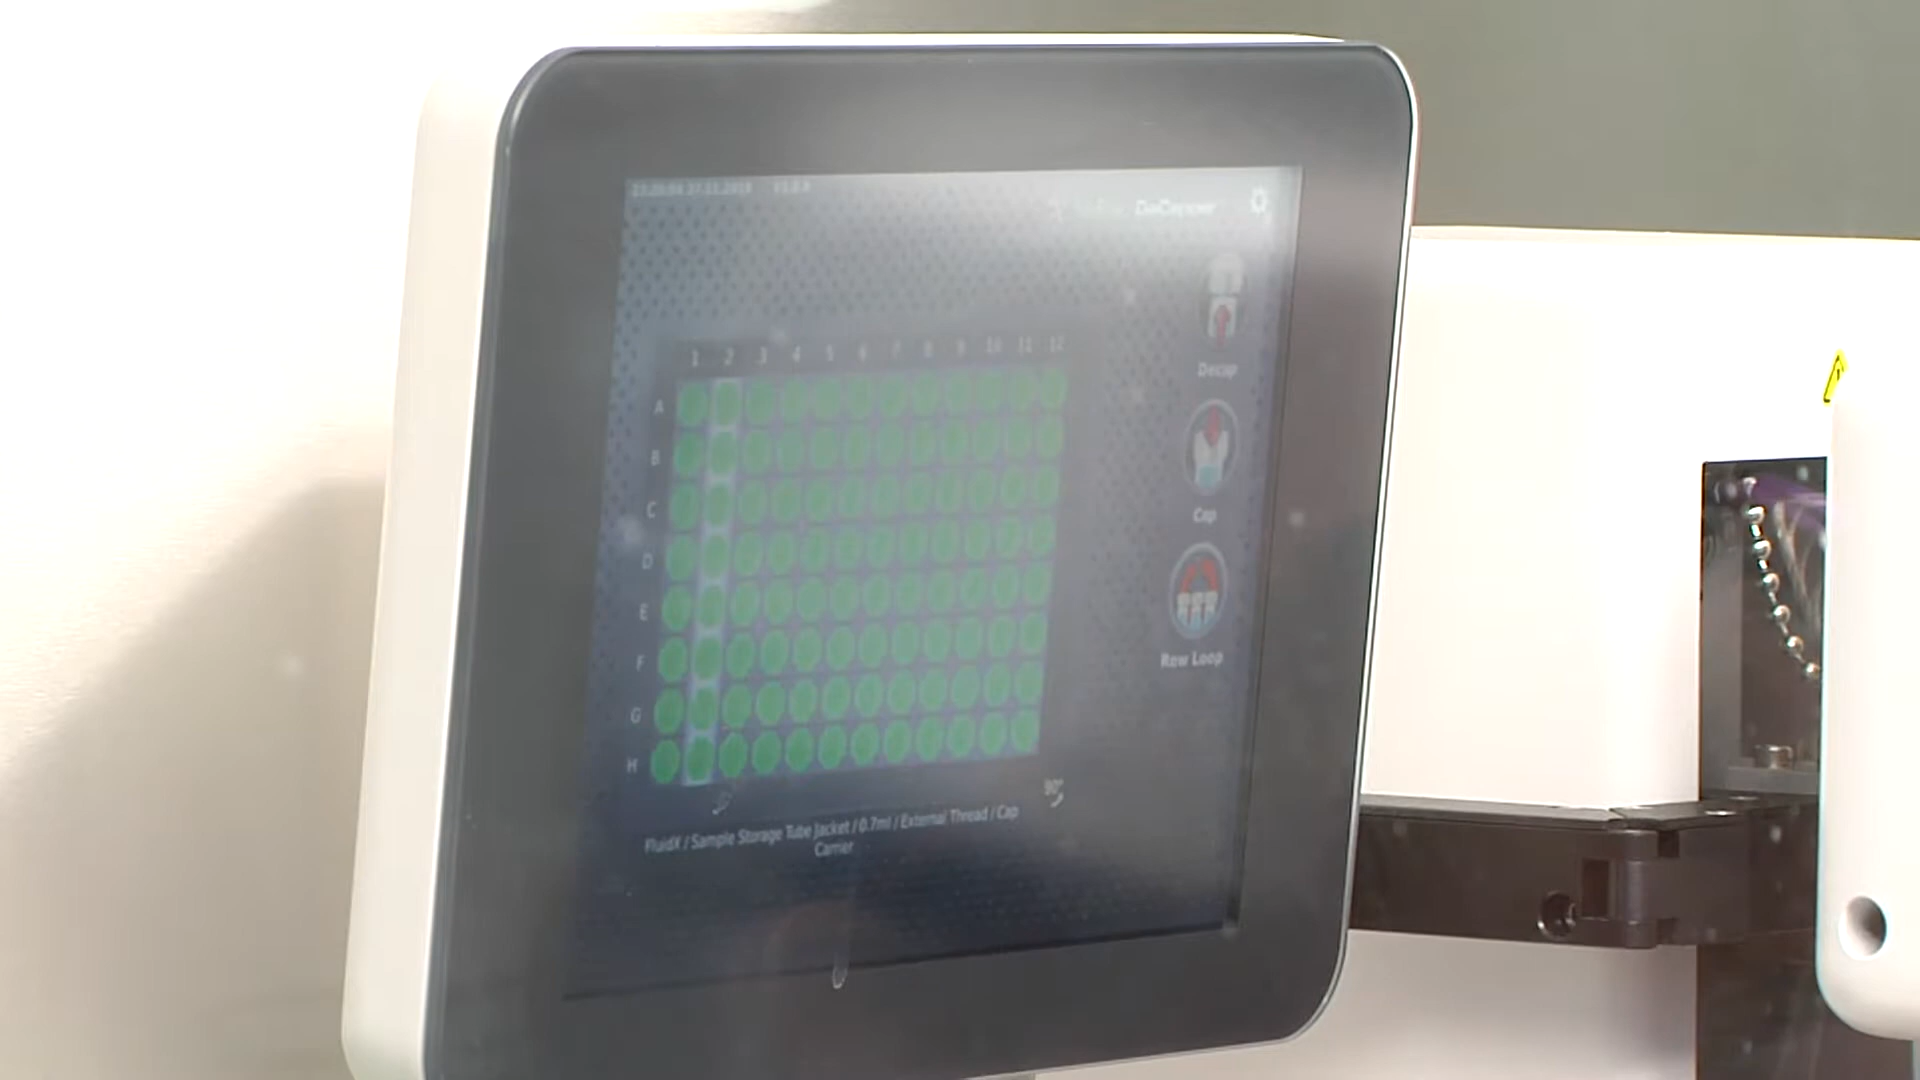 1 2 3 4 5 6 7 8 9 10 11 12
A
B
C
D
E
F
G
H
Decap
Cap
Row Loop
90°
FluidX / Sample Storage Tube Jacket / 0.7ml / External Thread / Cap
Carrier